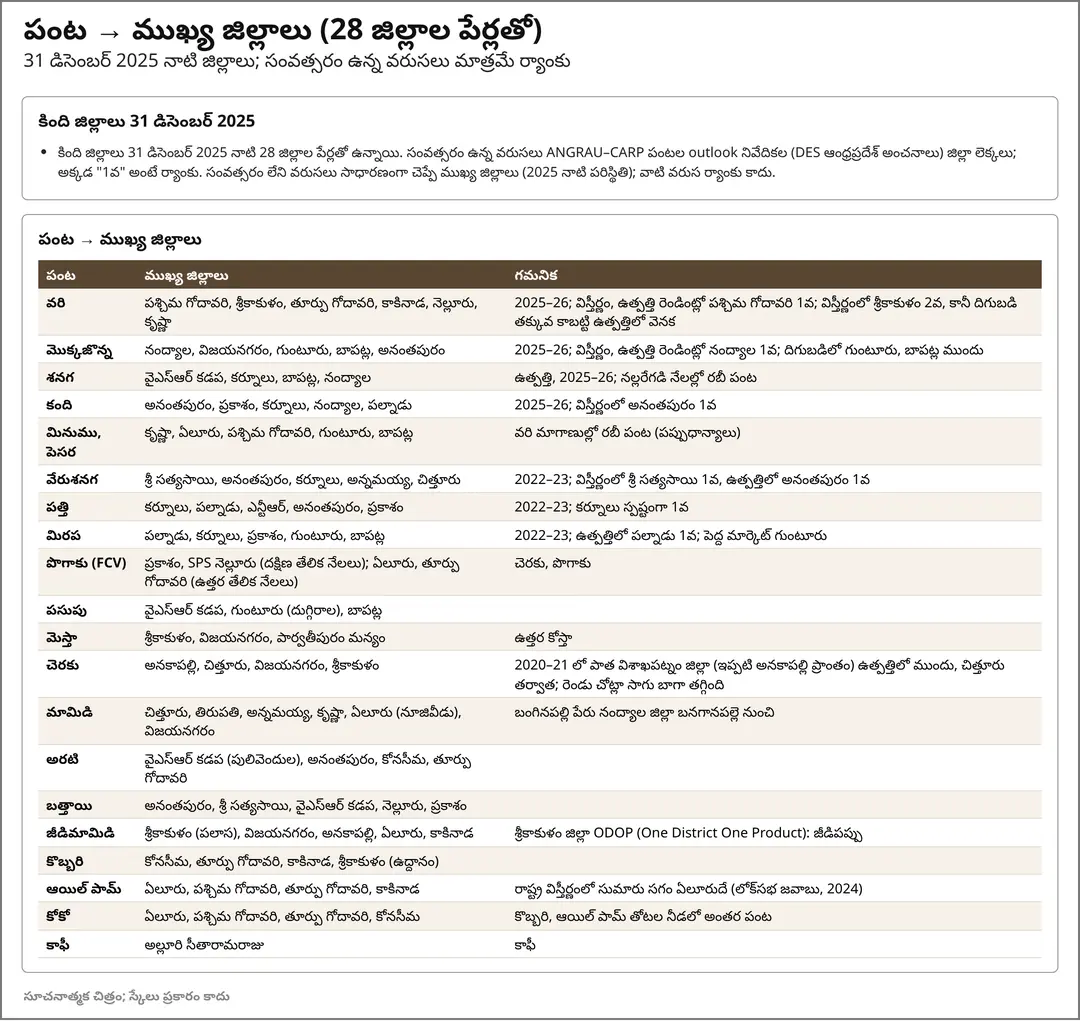 పంట → ముఖ్య జిల్లాలు (28 జిల్లాల పేర్లతో)
31 డిసెంబర్ 2025 నాటి జిల్లాలు; సంవత్సరం ఉన్న వరుసలు మాత్రమే ర్యాంకు
కింది జిల్లాలు 31 డిసెంబర్ 2025
• కింది జిల్లాలు 31 డిసెంబర్ 2025 నాటి 28 జిల్లాల పేర్లతో ఉన్నాయి. సంవత్సరం ఉన్న వరుసలు ANGRAU–CARP పంటల outlook నివేదికల (DES ఆంధ్రప్రదేశ్ అంచనాలు) జిల్లా లెక్కలు;
అక్కడ "1వ" అంటే ర్యాంకు. సంవత్సరం లేని వరుసలు సాధారణంగా చెప్పే ముఖ్య జిల్లాలు (2025 నాటి పరిస్థితి); వాటి వరుస ర్యాంకు కాదు.
పంట → ముఖ్య జిల్లాలు
పంట ముఖ్య జిల్లాలు గమనిక
వరి పశ్చిమ గోదావరి, శ్రీకాకుళం, తూర్పు గోదావరి, కాకినాడ, నెల్లూరు, 2025–26; విస్తీర్ణం, ఉత్పత్తి రెండింట్లో పశ్చిమ గోదావరి 1వ; విస్తీర్ణంలో శ్రీకాకుళం 2వ, కానీ దిగుబడి
కృష్ణా తక్కువ కాబట్టి ఉత్పత్తిలో వెనక
మొక్కజొన్న నంద్యాల, విజయనగరం, గుంటూరు, బాపట్ల, అనంతపురం 2025–26; విస్తీర్ణం, ఉత్పత్తి రెండింట్లో నంద్యాల 1వ; దిగుబడిలో గుంటూరు, బాపట్ల ముందు
శనగ వైఎస్ఆర్ కడప, కర్నూలు, బాపట్ల, నంద్యాల ఉత్పత్తి, 2025–26; నల్లరేగడి నేలల్లో రబీ పంట
కంది అనంతపురం, ప్రకాశం, కర్నూలు, నంద్యాల, పల్నాడు 2025–26; విస్తీర్ణంలో అనంతపురం 1వ
మినుము, కృష్ణా, ఏలూరు, పశ్చిమ గోదావరి, గుంటూరు, బాపట్ల వరి మాగాణుల్లో రబీ పంట (పప్పుధాన్యాలు)
పెసర
వేరుశనగ శ్రీ సత్యసాయి, అనంతపురం, కర్నూలు, అన్నమయ్య, చిత్తూరు 2022–23; విస్తీర్ణంలో శ్రీ సత్యసాయి 1వ, ఉత్పత్తిలో అనంతపురం 1వ
పత్తి కర్నూలు, పల్నాడు, ఎన్టీఆర్, అనంతపురం, ప్రకాశం 2022–23; కర్నూలు స్పష్టంగా 1వ
మిరప పల్నాడు, కర్నూలు, ప్రకాశం, గుంటూరు, బాపట్ల 2022–23; ఉత్పత్తిలో పల్నాడు 1వ; పెద్ద మార్కెట్ గుంటూరు
పొగాకు (FCV) ప్రకాశం, SPS నెల్లూరు (దక్షిణ తేలిక నేలలు); ఏలూరు, తూర్పు చెరకు, పొగాకు
గోదావరి (ఉత్తర తేలిక నేలలు)
పసుపు వైఎస్ఆర్ కడప, గుంటూరు (దుగ్గిరాల), బాపట్ల
మెస్తా శ్రీకాకుళం, విజయనగరం, పార్వతీపురం మన్యం ఉత్తర కోస్తా
చెరకు అనకాపల్లి, చిత్తూరు, విజయనగరం, శ్రీకాకుళం 2020–21 లో పాత విశాఖపట్నం జిల్లా (ఇప్పటి అనకాపల్లి ప్రాంతం) ఉత్పత్తిలో ముందు, చిత్తూరు
తర్వాత; రెండు చోట్లా సాగు బాగా తగ్గింది
మామిడి చిత్తూరు, తిరుపతి, అన్నమయ్య, కృష్ణా, ఏలూరు (నూజివీడు), బంగినపల్లి పేరు నంద్యాల జిల్లా బనగానపల్లె నుంచి
విజయనగరం
అరటి వైఎస్ఆర్ కడప (పులివెందుల), అనంతపురం, కోనసీమ, తూర్పు
గోదావరి
బత్తాయి అనంతపురం, శ్రీ సత్యసాయి, వైఎస్ఆర్ కడప, నెల్లూరు, ప్రకాశం
జీడిమామిడి శ్రీకాకుళం (పలాస), విజయనగరం, అనకాపల్లి, ఏలూరు, కాకినాడ శ్రీకాకుళం జిల్లా ODOP (One District One Product): జీడిపప్పు
కొబ్బరి కోనసీమ, తూర్పు గోదావరి, కాకినాడ, శ్రీకాకుళం (ఉద్దానం)
ఆయిల్ పామ్ ఏలూరు, పశ్చిమ గోదావరి, తూర్పు గోదావరి, కాకినాడ రాష్ట్ర విస్తీర్ణంలో సుమారు సగం ఏలూరుదే (లోక్‌సభ జవాబు, 2024)
కోకో ఏలూరు, పశ్చిమ గోదావరి, తూర్పు గోదావరి, కోనసీమ కొబ్బరి, ఆయిల్ పామ్ తోటల నీడలో అంతర పంట
కాఫీ అల్లూరి సీతారామరాజు కాఫీ
సూచనాత్మక చిత్రం; స్కేలు ప్రకారం కాదు